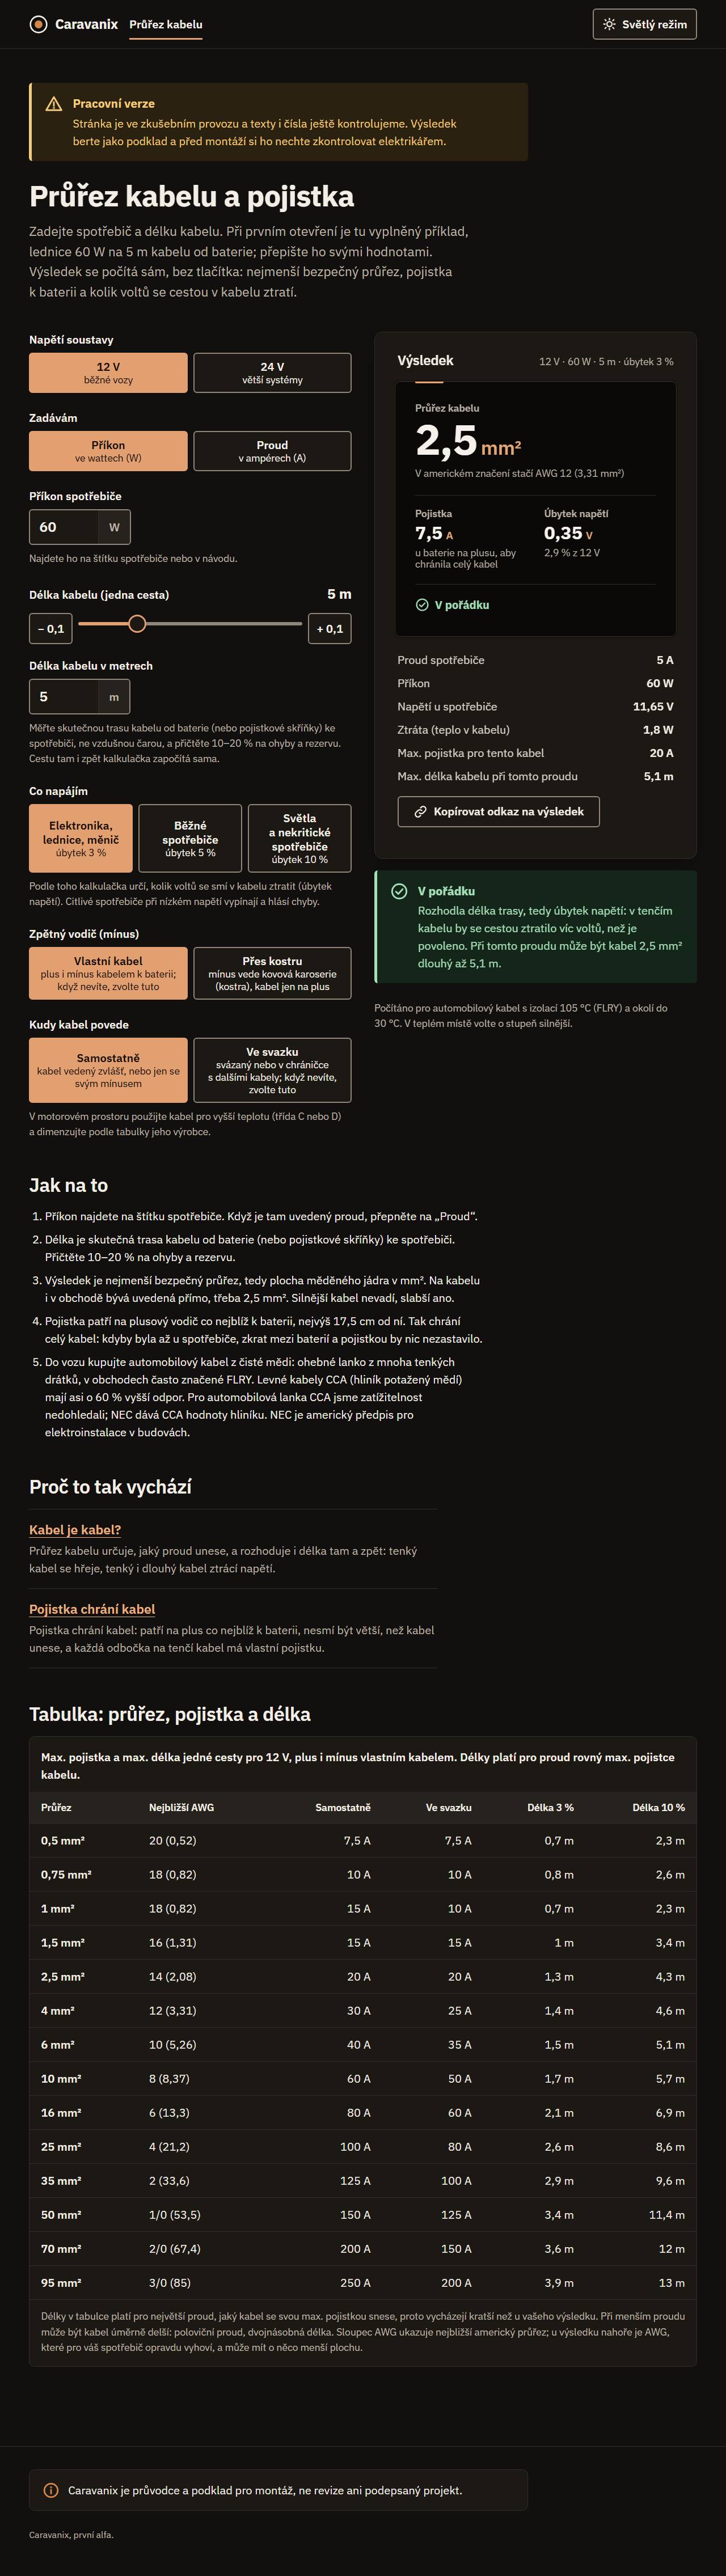 Caravanix
Průřez kabelu
Světlý režim
Pracovní verze
Stránka je ve zkušebním provozu a texty i čísla ještě kontrolujeme. Výsledek
berte jako podklad a před montáží si ho nechte zkontrolovat elektrikářem.
Průřez kabelu a pojistka
Zadejte spotřebič a délku kabelu. Při prvním otevření je tu vyplněný příklad,
lednice 60 W na 5 m kabelu od baterie; přepište ho svými hodnotami.
Výsledek se počítá sám, bez tlačítka: nejmenší bezpečný průřez, pojistka
k baterii a kolik voltů se cestou v kabelu ztratí.
Napětí soustavy
12 V
běžné vozy
24 V
větší systémy
Zadávám
Příkon
ve wattech (W)
Proud
v ampérech (A)
Příkon spotřebiče
60 W
Najdete ho na štítku spotřebiče nebo v návodu.
Délka kabelu (jedna cesta) 5 m
− 0,1
+ 0,1
Délka kabelu v metrech
5 m
Měřte skutečnou trasu kabelu od baterie (nebo pojistkové skříňky) ke
spotřebiči, ne vzdušnou čarou, a přičtěte 10–20 % na ohyby a rezervu.
Cestu tam i zpět kalkulačka započítá sama.
Co napájím
Elektronika,
lednice, měnič
úbytek 3 %
Běžné
spotřebiče
úbytek 5 %
Světla
a nekritické
spotřebiče
úbytek 10 %
Podle toho kalkulačka určí, kolik voltů se smí v kabelu ztratit (úbytek
napětí). Citlivé spotřebiče při nízkém napětí vypínají a hlásí chyby.
Zpětný vodič (mínus)
Vlastní kabel
plus i mínus kabelem k baterii;
když nevíte, zvolte tuto
Přes kostru
mínus vede kovová karoserie
(kostra), kabel jen na plus
Kudy kabel povede
Samostatně
kabel vedený zvlášť, nebo jen se
svým mínusem
Ve svazku
svázaný nebo v chráničce
s dalšími kabely; když nevíte,
zvolte tuto
V motorovém prostoru použijte kabel pro vyšší teplotu (třída C nebo D)
a dimenzujte podle tabulky jeho výrobce.
Výsledek 12 V · 60 W · 5 m · úbytek 3 %
Průřez kabelu
2,5 mm²
V americkém značení stačí AWG 12 (3,31 mm²)
Pojistka
7,5 A
u baterie na plusu, aby
chránila celý kabel
Úbytek napětí
0,35 V
2,9 % z 12 V
V pořádku
Proud spotřebiče 5 A
Příkon 60 W
Napětí u spotřebiče 11,65 V
Ztráta (teplo v kabelu) 1,8 W
Max. pojistka pro tento kabel 20 A
Max. délka kabelu při tomto proudu 5,1 m
Kopírovat odkaz na výsledek
V pořádku
Rozhodla délka trasy, tedy úbytek napětí: v tenčím
kabelu by se cestou ztratilo víc voltů, než je
povoleno. Při tomto proudu může být kabel 2,5 mm²
dlouhý až 5,1 m.
Počítáno pro automobilový kabel s izolací 105 °C (FLRY) a okolí do
30 °C. V teplém místě volte o stupeň silnější.
Jak na to
1. Příkon najdete na štítku spotřebiče. Když je tam uvedený proud, přepněte na „Proud“.
2. Délka je skutečná trasa kabelu od baterie (nebo pojistkové skříňky) ke spotřebiči.
Přičtěte 10–20 % na ohyby a rezervu.
3. Výsledek je nejmenší bezpečný průřez, tedy plocha měděného jádra v mm². Na kabelu
i v obchodě bývá uvedená přímo, třeba 2,5 mm². Silnější kabel nevadí, slabší ano.
4. Pojistka patří na plusový vodič co nejblíž k baterii, nejvýš 17,5 cm od ní. Tak chrání
celý kabel: kdyby byla až u spotřebiče, zkrat mezi baterií a pojistkou by nic nezastavilo.
5. Do vozu kupujte automobilový kabel z čisté mědi: ohebné lanko z mnoha tenkých
drátků, v obchodech často značené FLRY. Levné kabely CCA (hliník potažený mědí)
mají asi o 60 % vyšší odpor. Pro automobilová lanka CCA jsme zatížitelnost
nedohledali; NEC dává CCA hodnoty hliníku. NEC je americký předpis pro
elektroinstalace v budovách.
Proč to tak vychází
Kabel je kabel?
Průřez kabelu určuje, jaký proud unese, a rozhoduje i délka tam a zpět: tenký
kabel se hřeje, tenký i dlouhý kabel ztrácí napětí.
Pojistka chrání kabel
Pojistka chrání kabel: patří na plus co nejblíž k baterii, nesmí být větší, než kabel
unese, a každá odbočka na tenčí kabel má vlastní pojistku.
Tabulka: průřez, pojistka a délka
Max. pojistka a max. délka jedné cesty pro 12 V, plus i mínus vlastním kabelem. Délky platí pro proud rovný max. pojistce
kabelu.
Průřez Nejbližší AWG Samostatně Ve svazku Délka 3 % Délka 10 %
0,5 mm² 20 (0,52) 7,5 A 7,5 A 0,7 m 2,3 m
0,75 mm² 18 (0,82) 10 A 10 A 0,8 m 2,6 m
1 mm² 18 (0,82) 15 A 10 A 0,7 m 2,3 m
1,5 mm² 16 (1,31) 15 A 15 A 1 m 3,4 m
2,5 mm² 14 (2,08) 20 A 20 A 1,3 m 4,3 m
4 mm² 12 (3,31) 30 A 25 A 1,4 m 4,6 m
6 mm² 10 (5,26) 40 A 35 A 1,5 m 5,1 m
10 mm² 8 (8,37) 60 A 50 A 1,7 m 5,7 m
16 mm² 6 (13,3) 80 A 60 A 2,1 m 6,9 m
25 mm² 4 (21,2) 100 A 80 A 2,6 m 8,6 m
35 mm² 2 (33,6) 125 A 100 A 2,9 m 9,6 m
50 mm² 1/0 (53,5) 150 A 125 A 3,4 m 11,4 m
70 mm² 2/0 (67,4) 200 A 150 A 3,6 m 12 m
95 mm² 3/0 (85) 250 A 200 A 3,9 m 13 m
Délky v tabulce platí pro největší proud, jaký kabel se svou max. pojistkou snese, proto vycházejí kratší než u vašeho výsledku. Při menším proudu
může být kabel úměrně delší: poloviční proud, dvojnásobná délka. Sloupec AWG ukazuje nejbližší americký průřez; u výsledku nahoře je AWG,
které pro váš spotřebič opravdu vyhoví, a může mít o něco menší plochu.
Caravanix je průvodce a podklad pro montáž, ne revize ani podepsaný projekt.
Caravanix, první alfa.